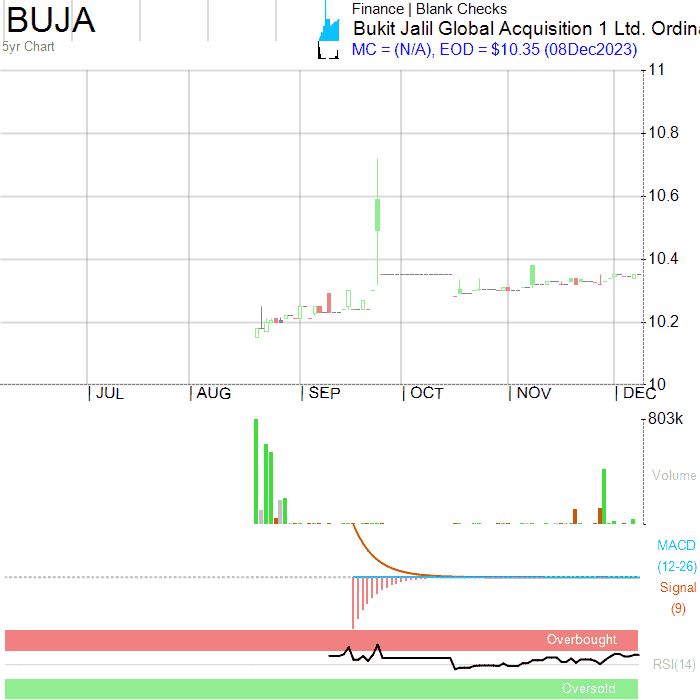 BUJA
5yr Chart
Finance | Blank Checks
Bukit Jalil Global Acquisition 1 Ltd. Ordina
MC = (N/A), EOD = $10.35 (08Dec2023)
11
10.8
10.6
10.4
10.2
10
JUL AUG SEP OCT NOV DEC
803k
Volume
MACD
(12-26)
Signal
(9)
Overbought
RSI(14)
Oversold